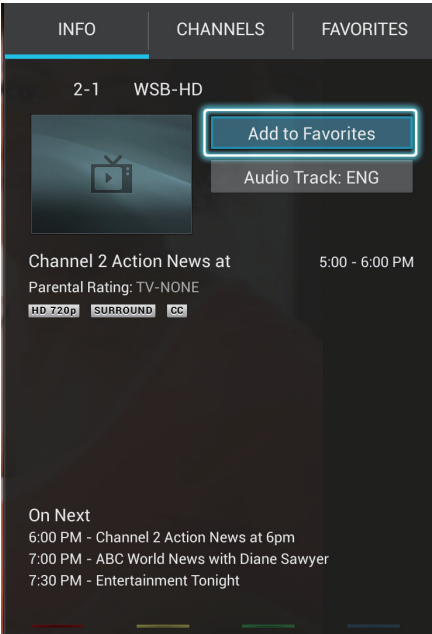 INFO CHANNELS FAVORITES
2-1 WSB-HD
Add to Favorites
Audio Track: ENG
Channel 2 Action News at 5:00 - 6:00 PM
Parental Rating: TV-NONE
HD 720p SURROUND CC
On Next
6:00 PM - Channel 2 Action News at 6pm
7:00 PM - ABC World News with Diane Sawyer
7:30 PM - Entertainment Tonight